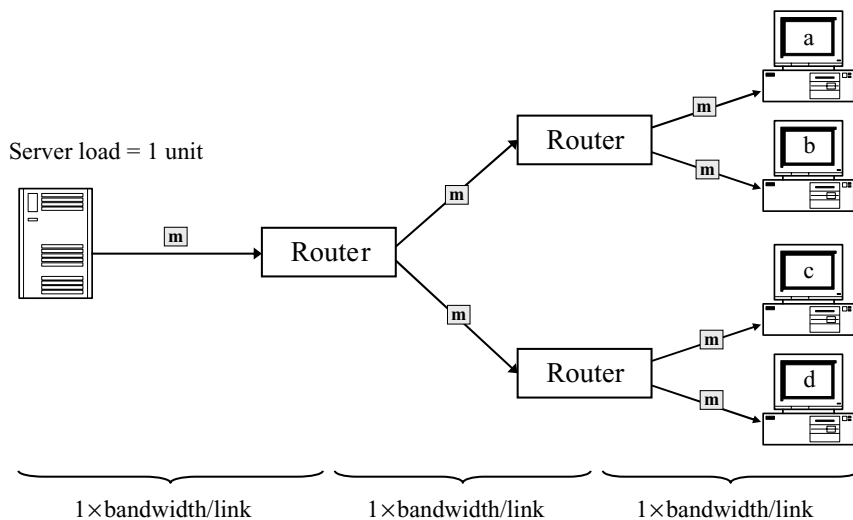 a
m
Router
b
m
Server load = 1 unit
m
m
Router
c
m
m
Router
d
m
1×bandwidth/link
1×bandwidth/link
1×bandwidth/link